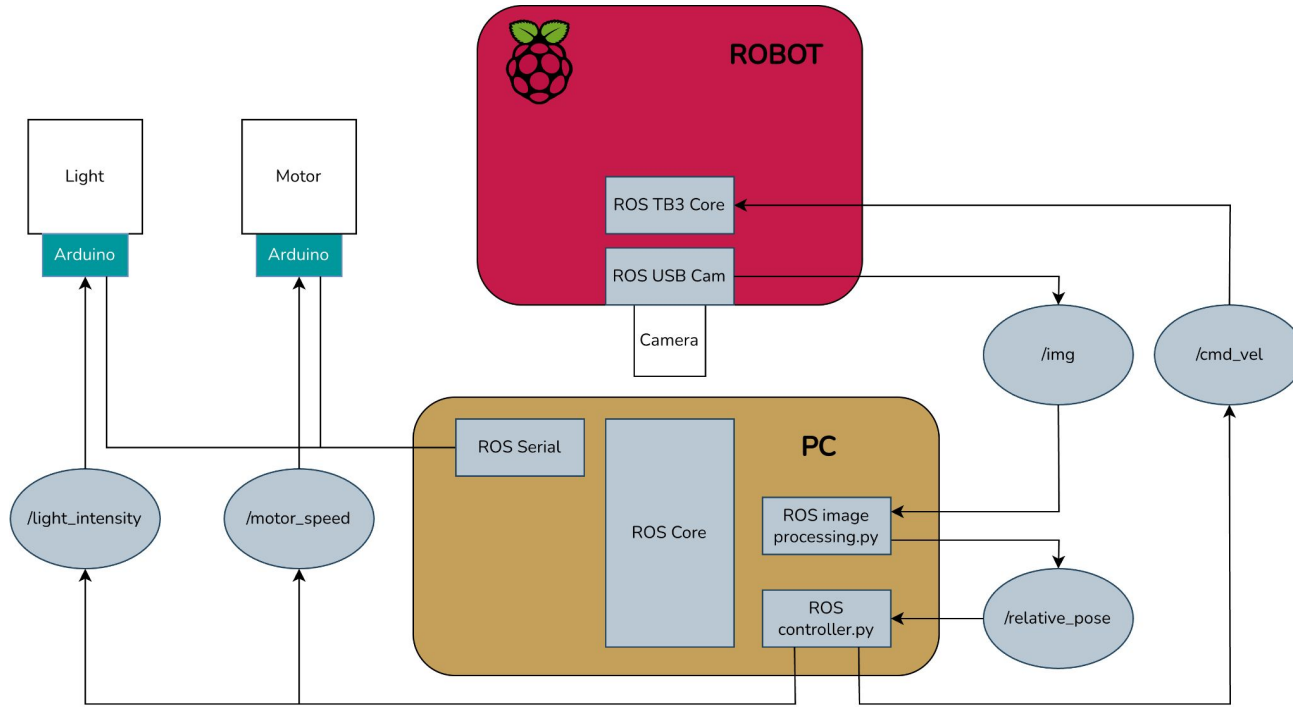 ROBOT
Light
Motor
Arduino
Arduino
ROS TB3 Core
ROS USB Cam
Camera
/img
/cmd_vel
PC
ROS Serial
ROS Core
ROS image
processing.py
/light_intensity
/motor_speed
ROS
controller.py
/relative_pose